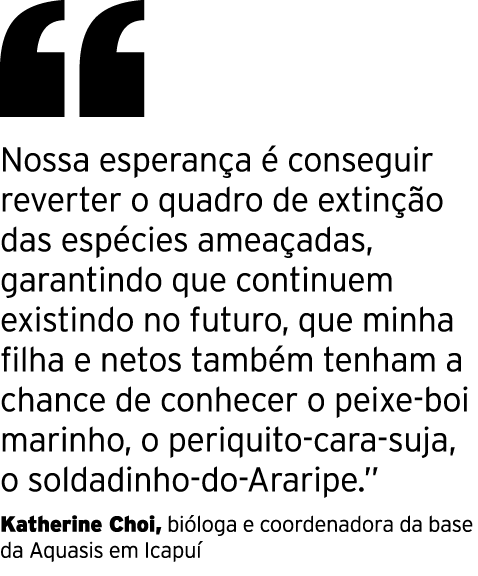 “
Nossa esperança é conseguir
reverter o quadro de extinção
das espécies ameaçadas,
garantindo que continuem
existindo no futuro, que minha
filha e netos também tenham a
chance de conhecer o peixe-boi
marinho, o periquito-cara-suja,
o soldadinho-do-Araripe.”
Katherine Choi, bióloga e coordenadora da base
da Aquasis em Icapuí